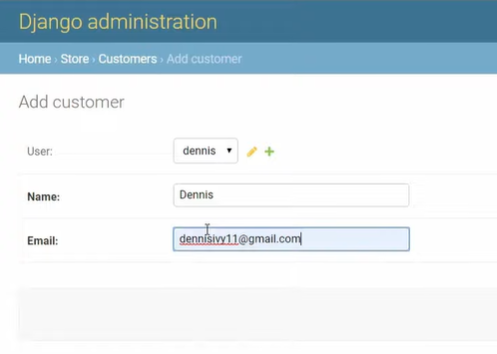 Django administration
Home › Store › Customers › Add customer
Add customer
User: dennis
Name: Dennis
Email: dennisivy11@gmail.com